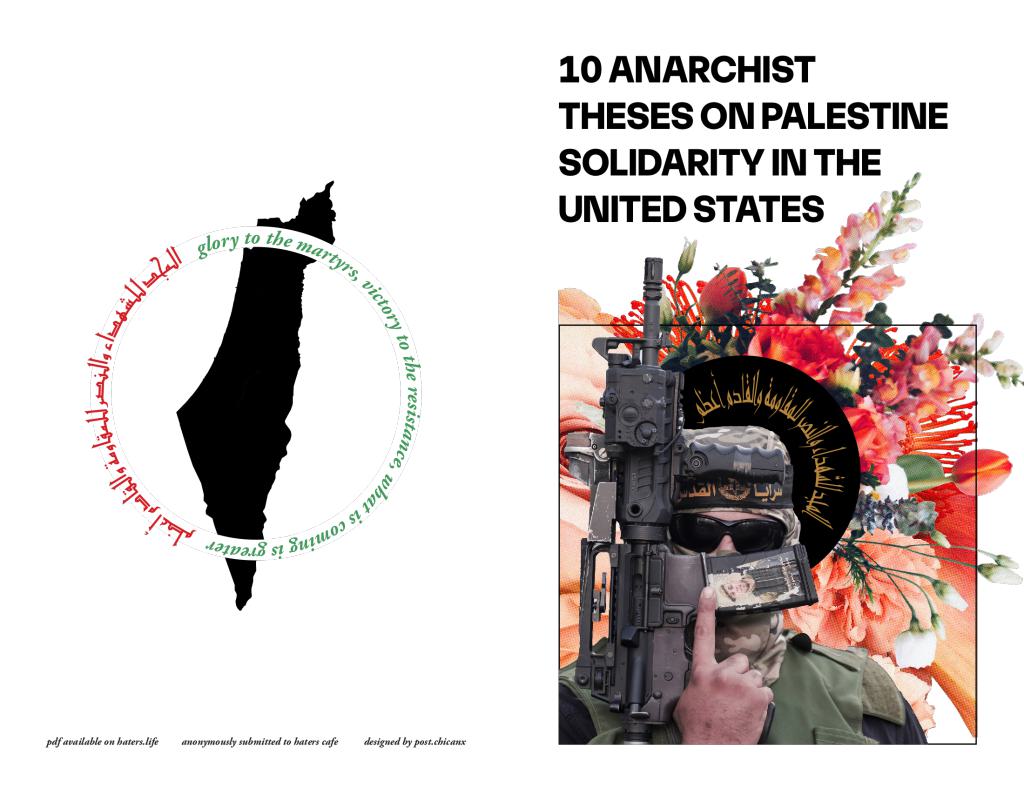 glory to the martyrs, victory to the resistance, what is coming is greater
المجد للشهداء والنصر للمقاومة والقادم أعظم
pdf available on haters.life
anonymously submitted to haters cafe
designed by post.chicanx
10 ANARCHIST
THESES ON PALESTINE
SOLIDARITY IN THE
UNITED STATES
المجد للشهداء والنصر للمقاومة والقادم أعظم
سرايا القدس